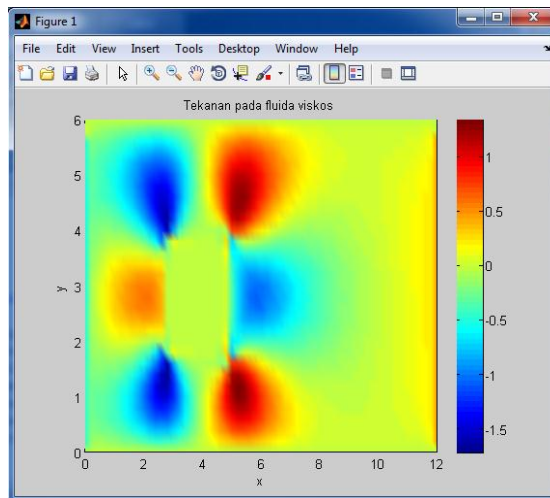 Figure 1
File Edit View Insert Tools Desktop Window Help
Tekanan pada fluida viskos
6
5
4
3
2
1
0
y
0 2 4 6 8 10 12
x
1
0.5
0
-0.5
-1
-1.5